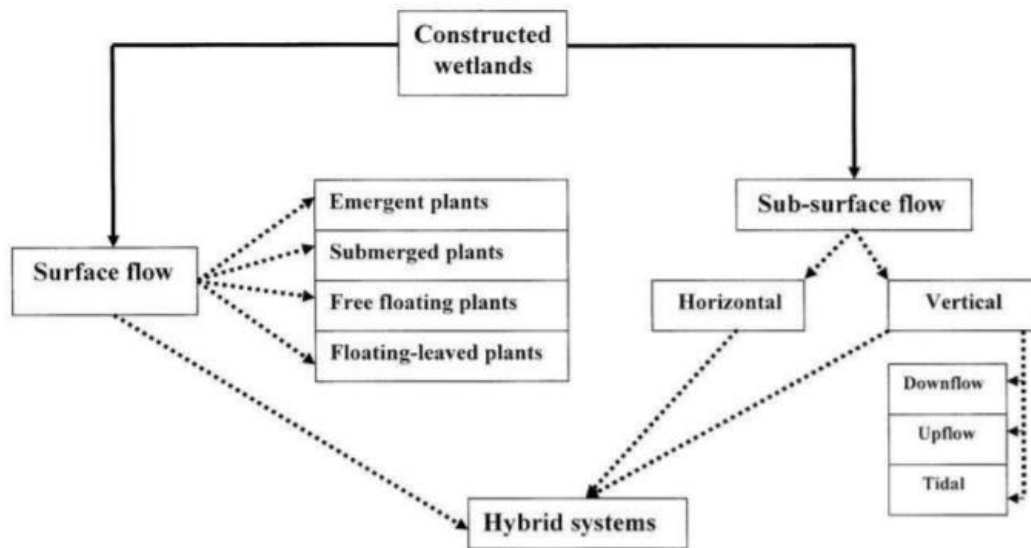 Constructed
wetlands
Emergent plants
Sub-surface flow
Submerged plants
Surface flow
Free floating plants
Horizontal
Vertical
Floating-leaved plants
Downflow
Upflow
Tidal
Hybrid systems